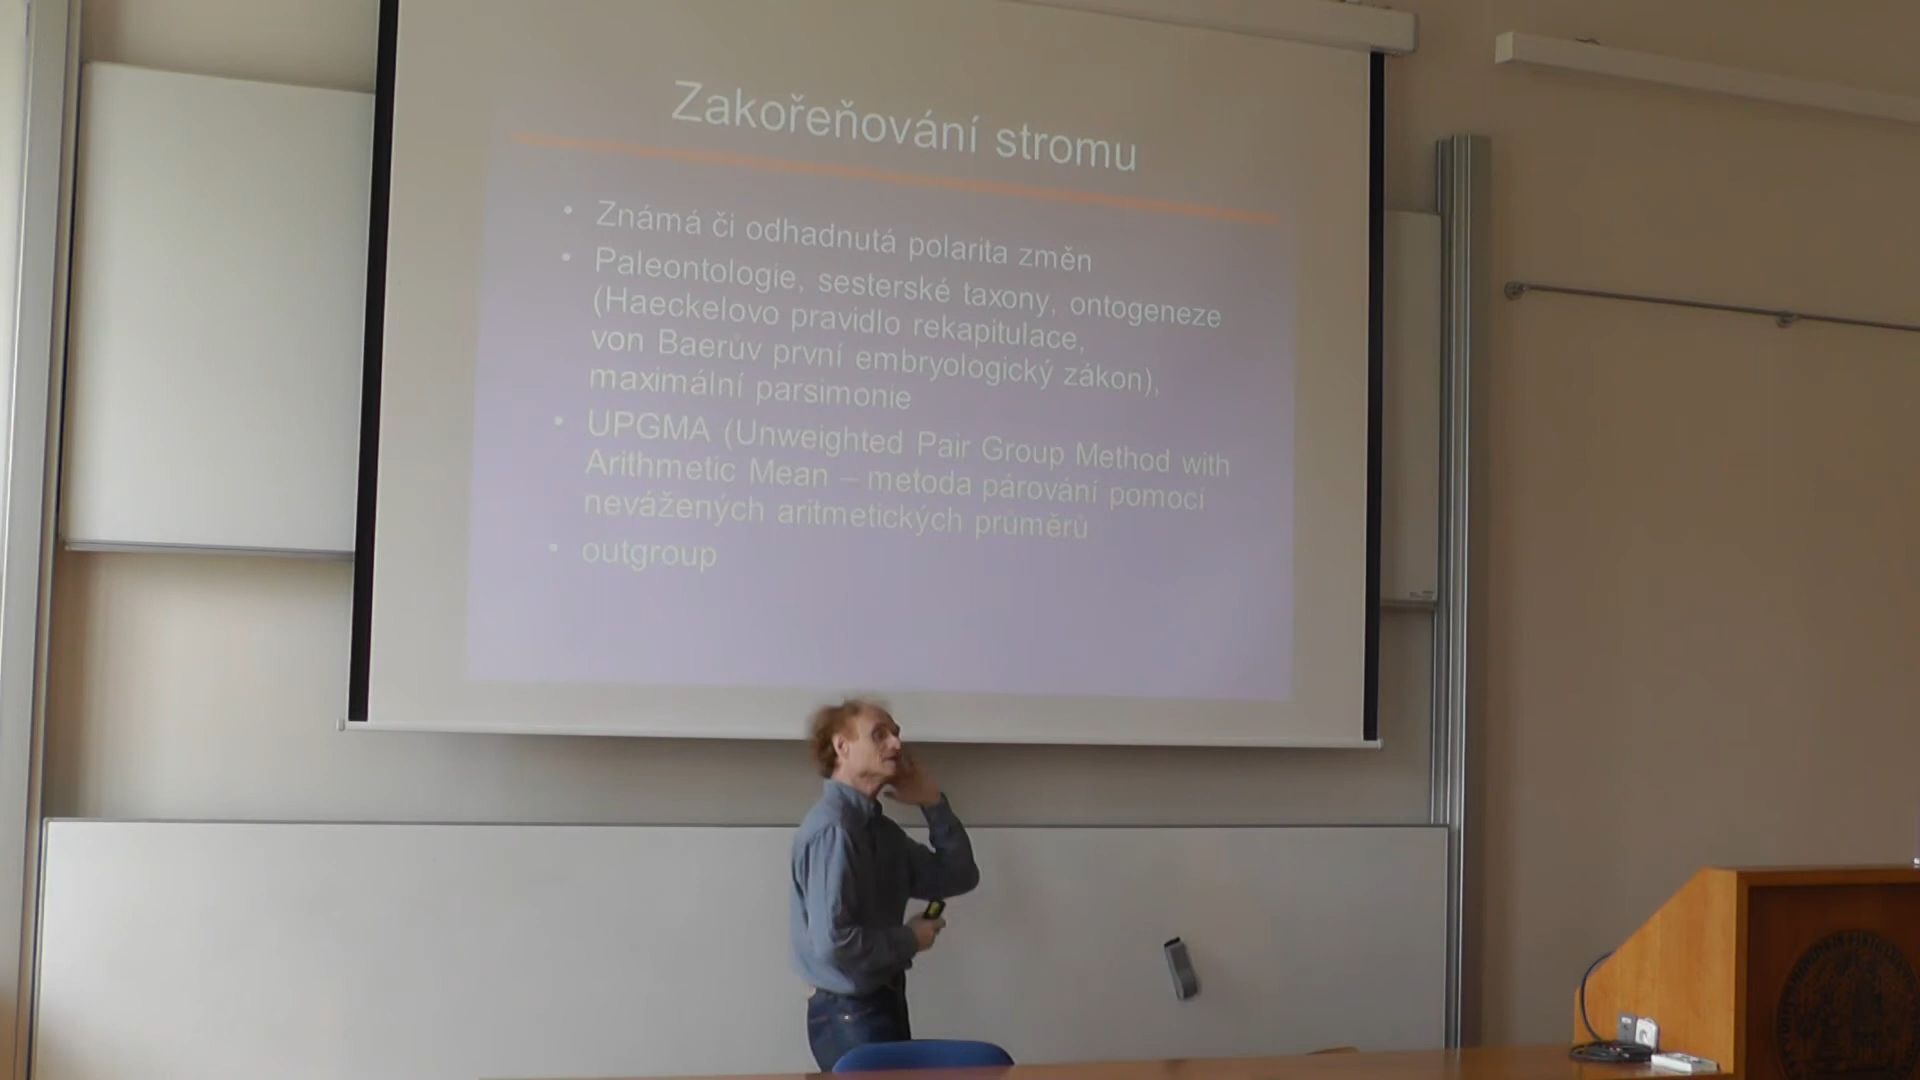 Zakořeňování stromu
• Známá či odhadnutá polarita změn
• Paleontologie, sesterské taxony, ontogeneze
(Haeckelovo pravidlo rekapitulace,
von Baerův první embryologický zákon),
maximální parsimonie
• UPGMA (Unweighted Pair Group Method with
Arithmetic Mean – metoda párování pomocí
nevážených aritmetických průměrů
• outgroup